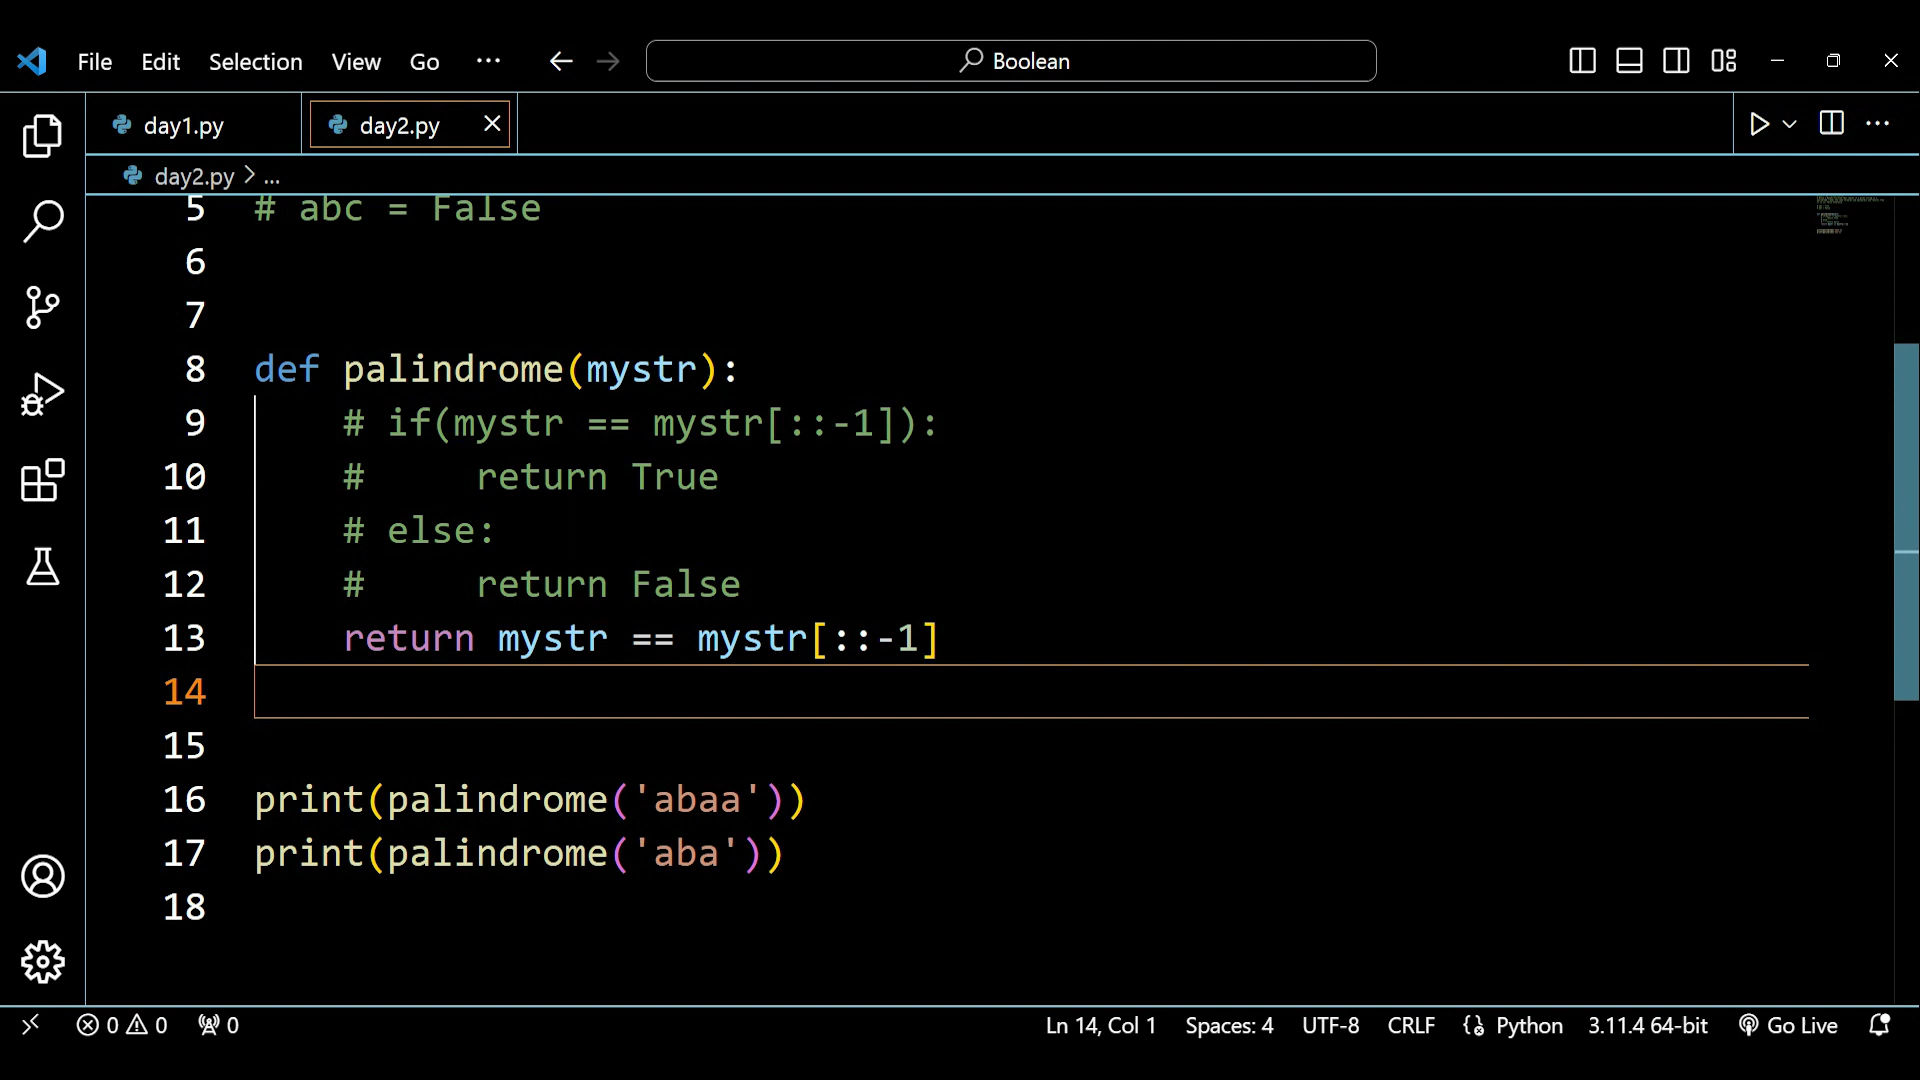 File Edit Selection View Go ... Boolean
day1.py day2.py
day2.py > ...
5 # abc = False
6
7
8 def palindrome(mystr):
9     # if(mystr == mystr[::-1]):
10     #     return True
11     # else:
12     #     return False
13     return mystr == mystr[::-1]
14
15
16 print(palindrome('abaa'))
17 print(palindrome('aba'))
18
0 0 0 Ln 14, Col 1 Spaces: 4 UTF-8 CRLF Python 3.11.4 64-bit Go Live